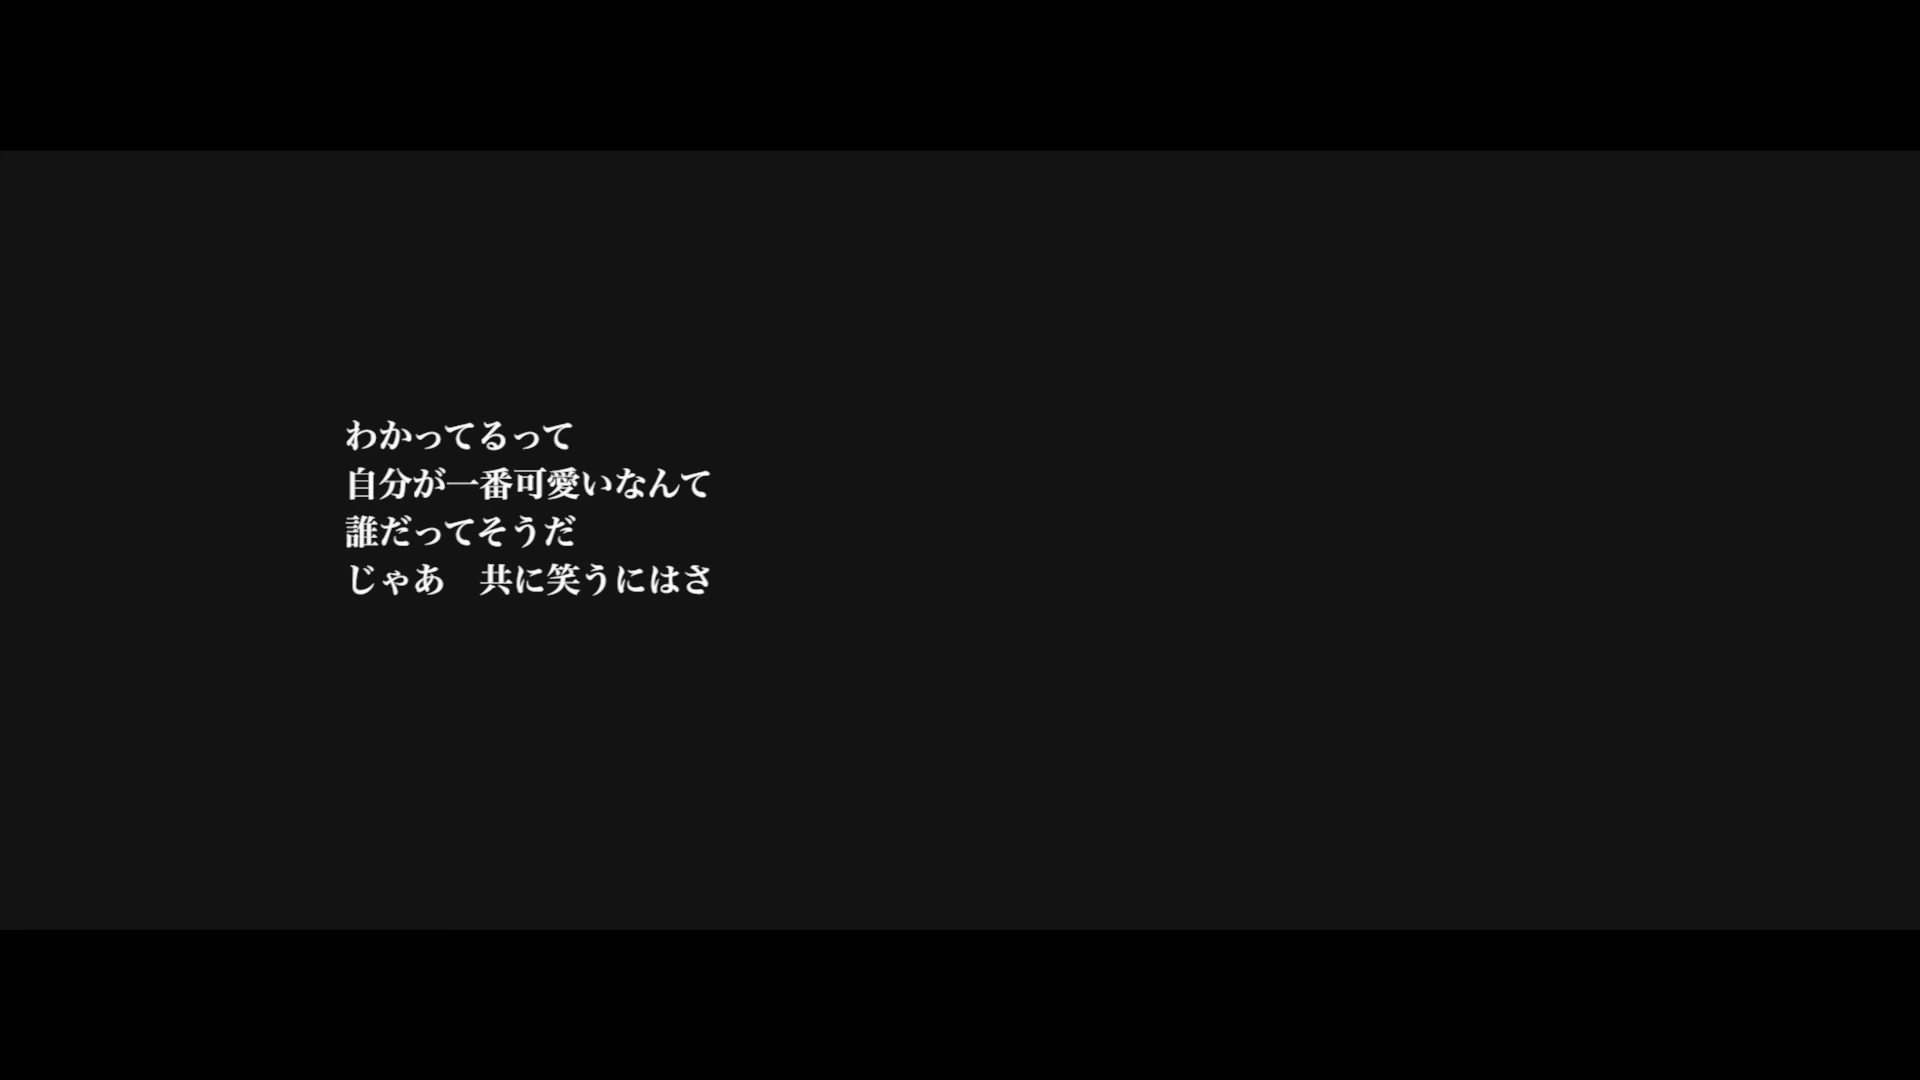 わかってるって
自分が一番可愛いなんて
誰だってそうだ
じゃあ　共に笑うにはさ